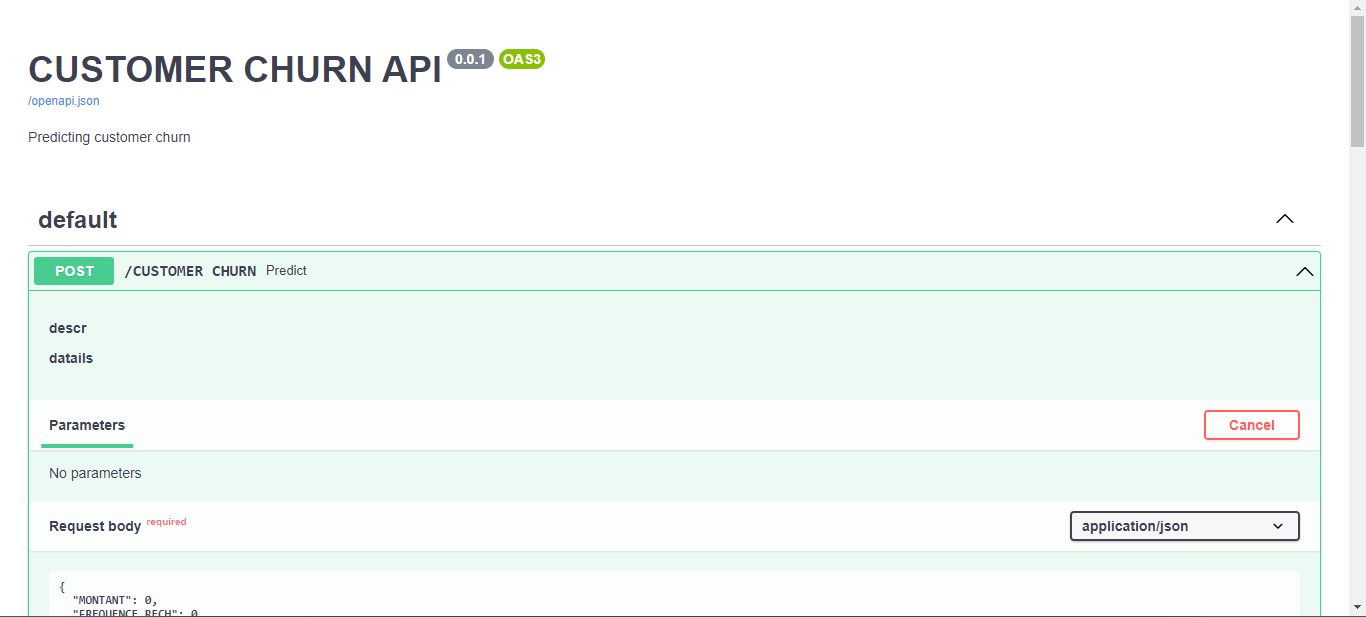 CUSTOMER CHURN API 0.0.1 OAS3
/openapi.json
Predicting customer churn
default
POST /CUSTOMER CHURN Predict
descr
datails
Parameters Cancel
No parameters
Request body required application/json
{
"MONTANT": 0,
"FREQUENCE_RECH": 0,